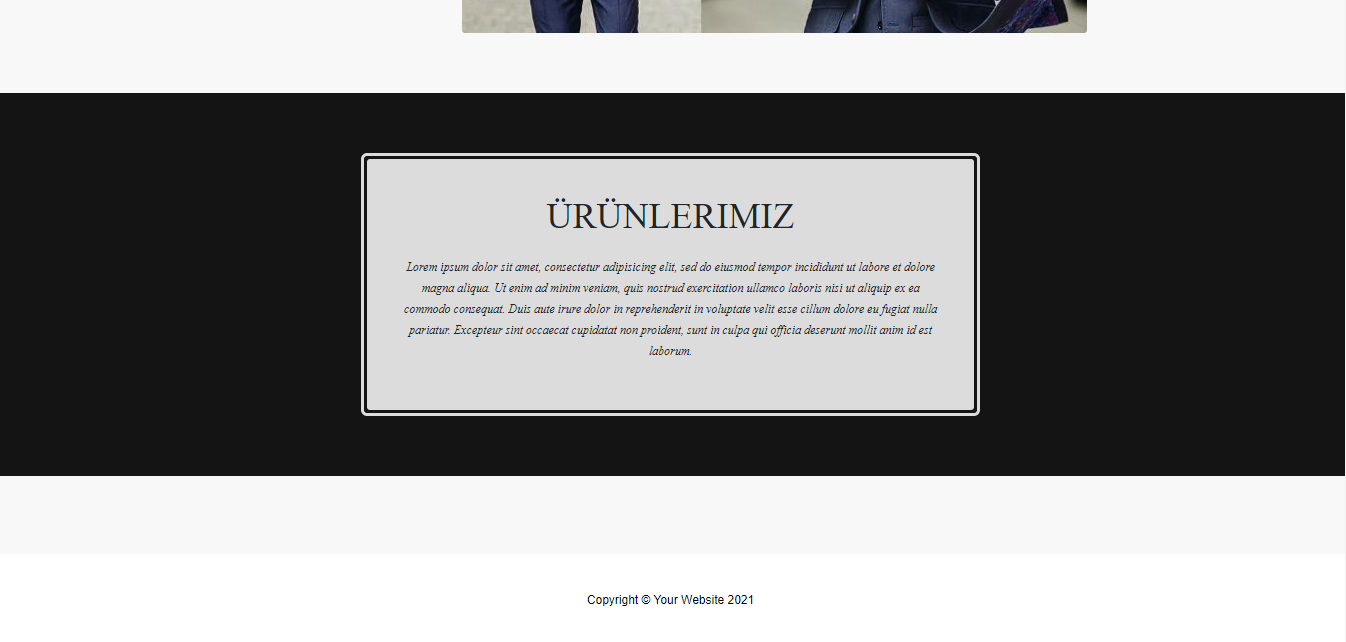 ÜRÜNLERIMIZ
Lorem ipsum dolor sit amet, consectetur adipisicing elit, sed do eiusmod tempor incididunt ut labore et dolore
magna aliqua. Ut enim ad minim veniam, quis nostrud exercitation ullamco laboris nisi ut aliquip ex ea
commodo consequat. Duis aute irure dolor in reprehenderit in voluptate velit esse cillum dolore eu fugiat nulla
pariatur. Excepteur sint occaecat cupidatat non proident, sunt in culpa qui officia deserunt mollit anim id est
laborum.
Copyright © Your Website 2021